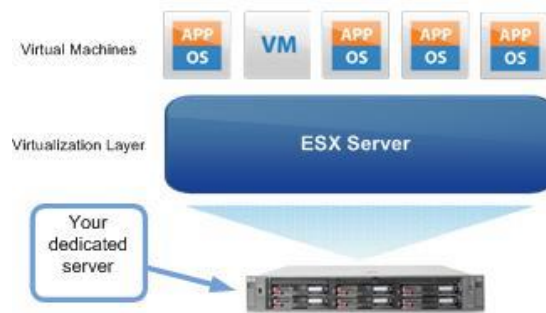 Virtual Machines
APP
OS
VM
APP
OS
APP
OS
APP
OS
Virtualization Layer
ESX Server
Your
dedicated
server